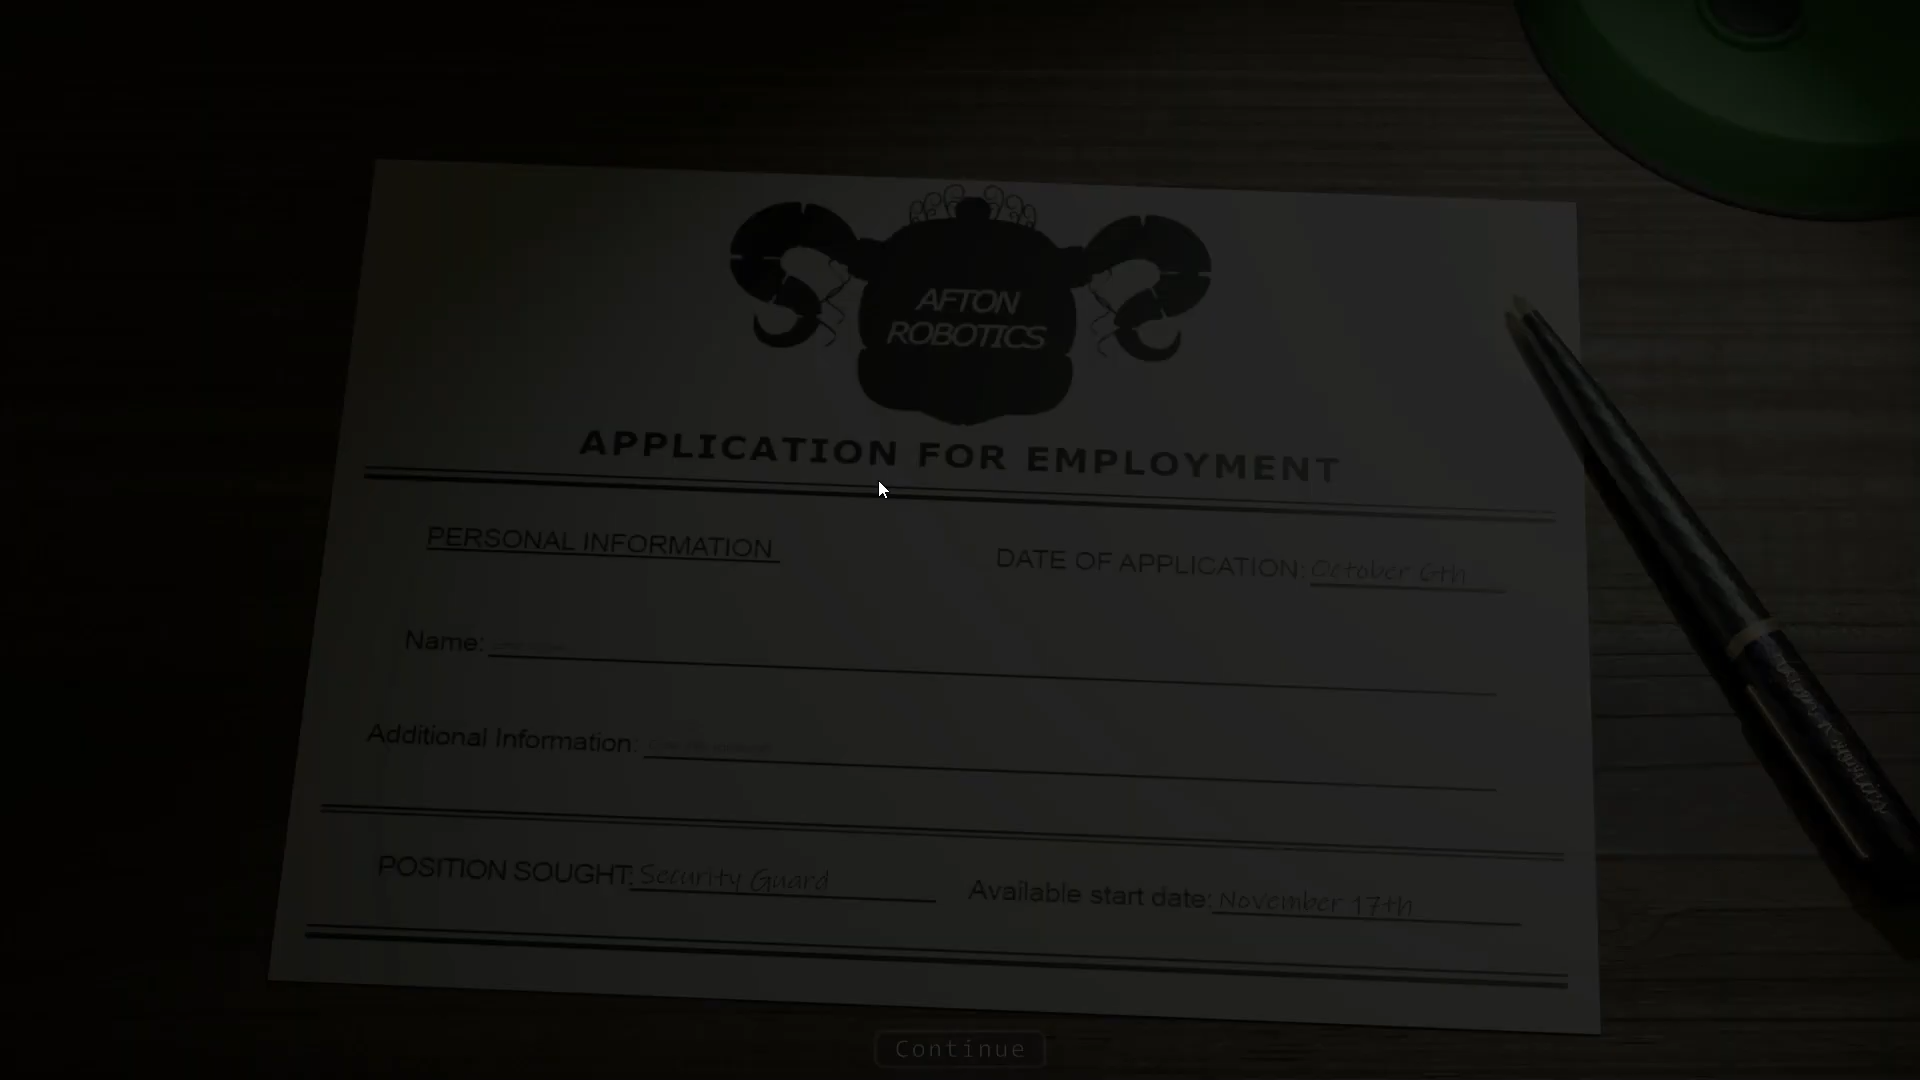 AFTON
ROBOTICS
APPLICATION FOR EMPLOYMENT
PERSONAL INFORMATION
DATE OF APPLICATION: October 6th
Name:
Additional Information:
POSITION SOUGHT: Security Guard
Available start date: November 17th
Continue